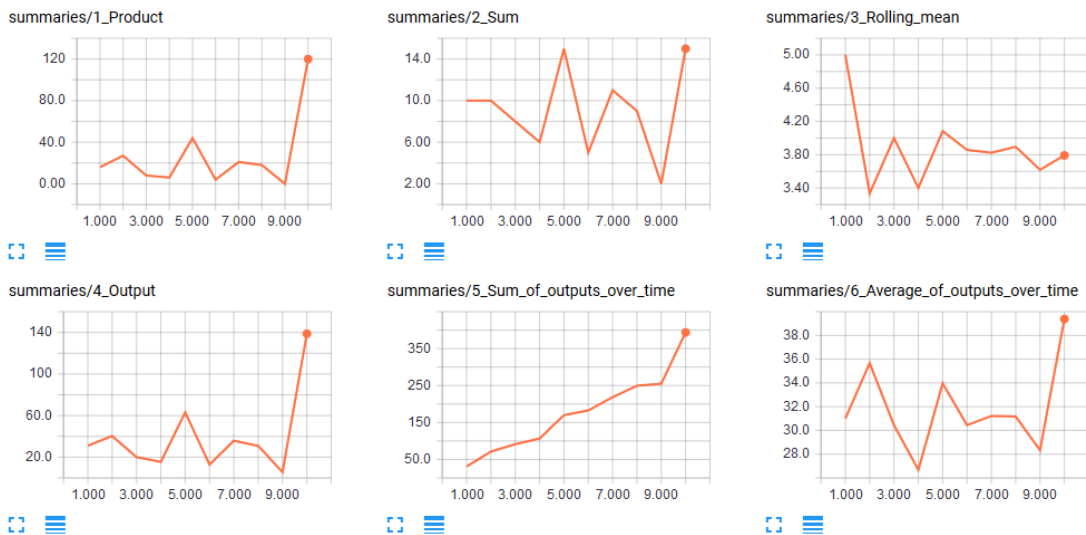 summaries/1_Product
120
80.0
40.0
0.00
1.000 3.000 5.000 7.000 9.000
summaries/2_Sum
14.0
10.0
6.00
2.00
1.000 3.000 5.000 7.000 9.000
summaries/3_Rolling_mean
5.00
4.60
4.20
3.80
3.40
1.000 3.000 5.000 7.000 9.000
summaries/4_Output
140
100
60.0
20.0
1.000 3.000 5.000 7.000 9.000
summaries/5_Sum_of_outputs_over_time
350
250
150
50.0
1.000 3.000 5.000 7.000 9.000
summaries/6_Average_of_outputs_over_time
38.0
36.0
34.0
32.0
30.0
28.0
1.000 3.000 5.000 7.000 9.000